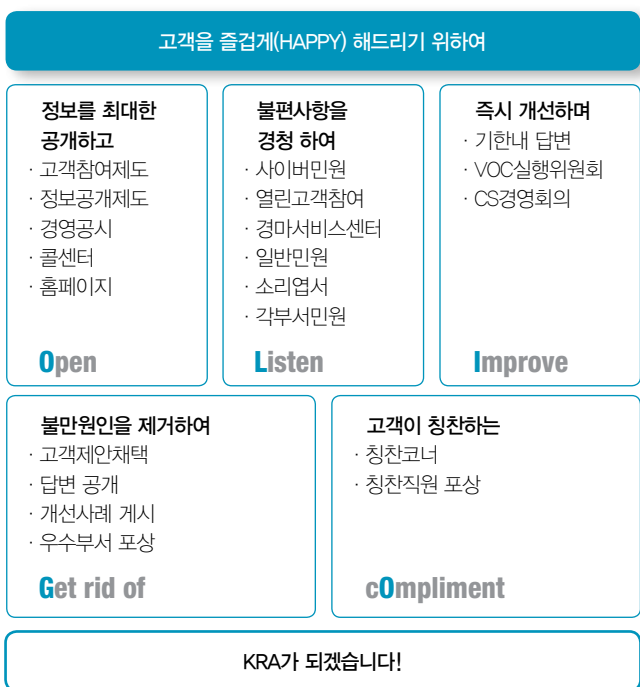 고객을 즐겁게(HAPPY) 해드리기 위하여
정보를 최대한
공개하고
· 고객참여제도
· 정보공개제도
· 경영공시
· 콜센터
· 홈페이지
Open
불편사항을
경청 하여
· 사이버민원
· 열린고객참여
· 경마서비스센터
· 일반민원
· 소리엽서
· 각부서민원
Listen
즉시 개선하며
· 기한내 답변
· VOC실행위원회
· CS경영회의
Improve
불만원인을 제거하여
· 고객제안채택
· 답변 공개
· 개선사례 게시
· 우수부서 포상
Get rid of
고객이 칭찬하는
· 칭찬코너
· 칭찬직원 포상
cOmpliment
KRA가 되겠습니다!